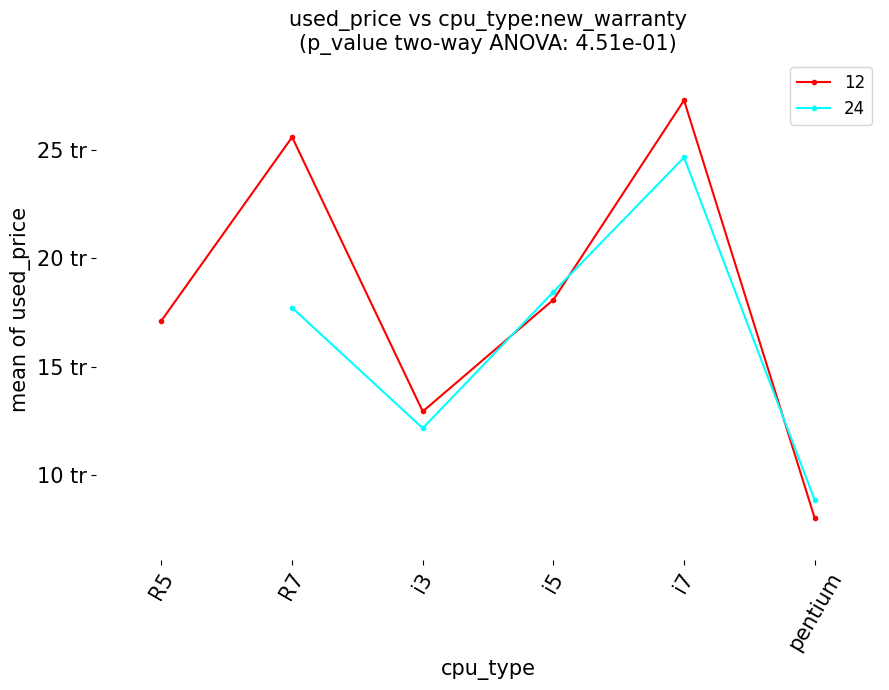 used_price vs cpu_type:new_warranty
(p_value two-way ANOVA: 4.51e-01)
12
24
mean of used_price
25 tr
20 tr
15 tr
10 tr
R5
R7
i3
i5
i7
pentium
cpu_type